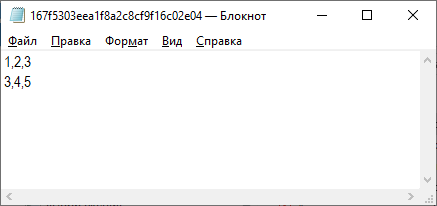 167f5303eea1f8a2c8cf9f16c02e04 — Блокнот
Файл Правка Формат Вид Справка
1,2,3
3,4,5